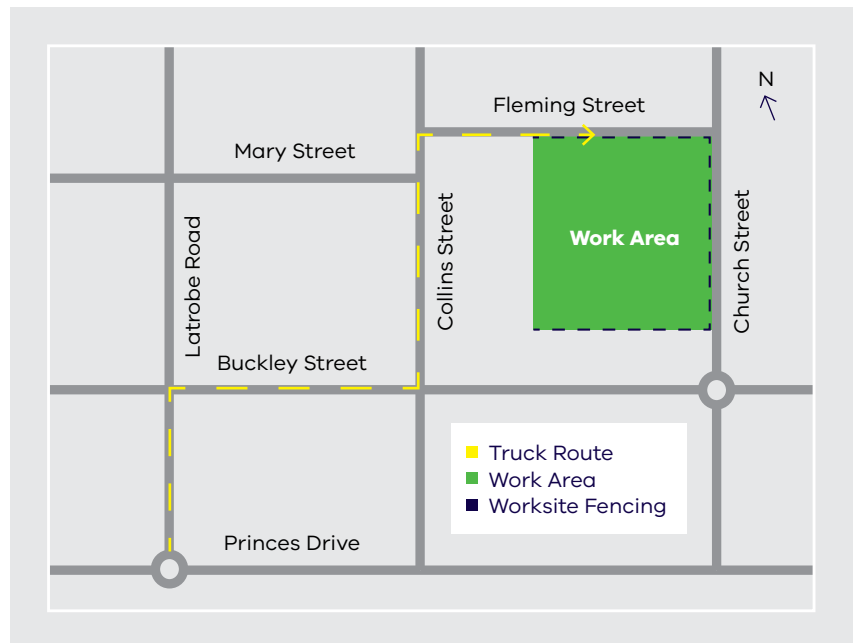 N
Fleming Street
Mary Street
Work Area
Latrobe Road
Collins Street
Church Street
Buckley Street
Truck Route
Work Area
Worksite Fencing
Princes Drive